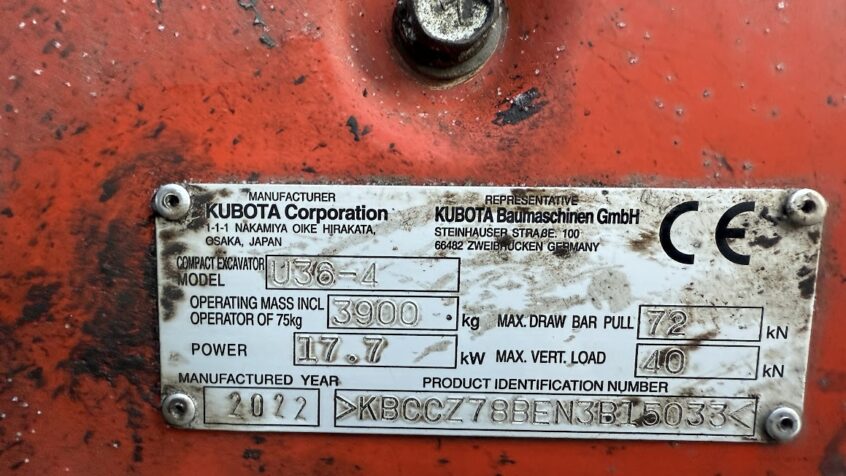 MANUFACTURER
KUBOTA Corporation
1-1-1 NAKAMIYA OIKE HIRAKATA,
OSAKA, JAPAN
REPRESENTATIVE
KUBOTA Baumaschinen GmbH
STEINHAUSER STRAßE. 100
66482 ZWEIBRÜCKEN GERMANY
CE
COMPACT EXCAVATOR
MODEL U36-4
OPERATING MASS INCL
OPERATOR OF 75kg 3900 kg
MAX. DRAW BAR PULL 72 kN
POWER 17.7 kW
MAX. VERT. LOAD 40 kN
MANUFACTURED YEAR
2022
PRODUCT IDENTIFICATION NUMBER
>KBCCZ78BEN3B15033<